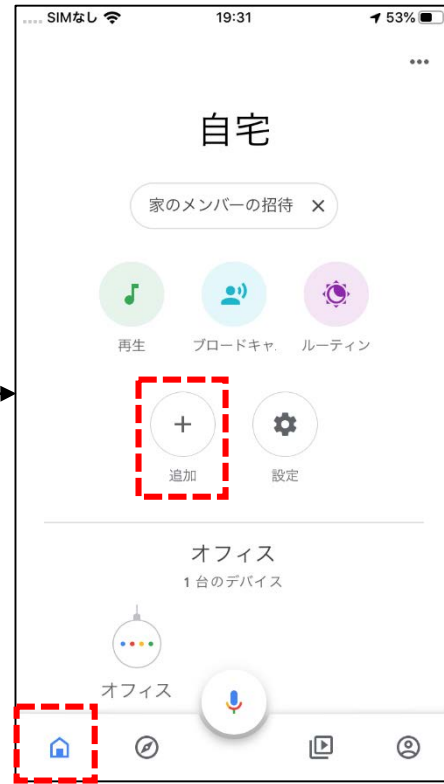 SIMなし 19:31 53%
自宅
家のメンバーの招待 ×
再生 ブロードキャ. ルーティン
追加 設定
オフィス
1 台のデバイス
オフィス